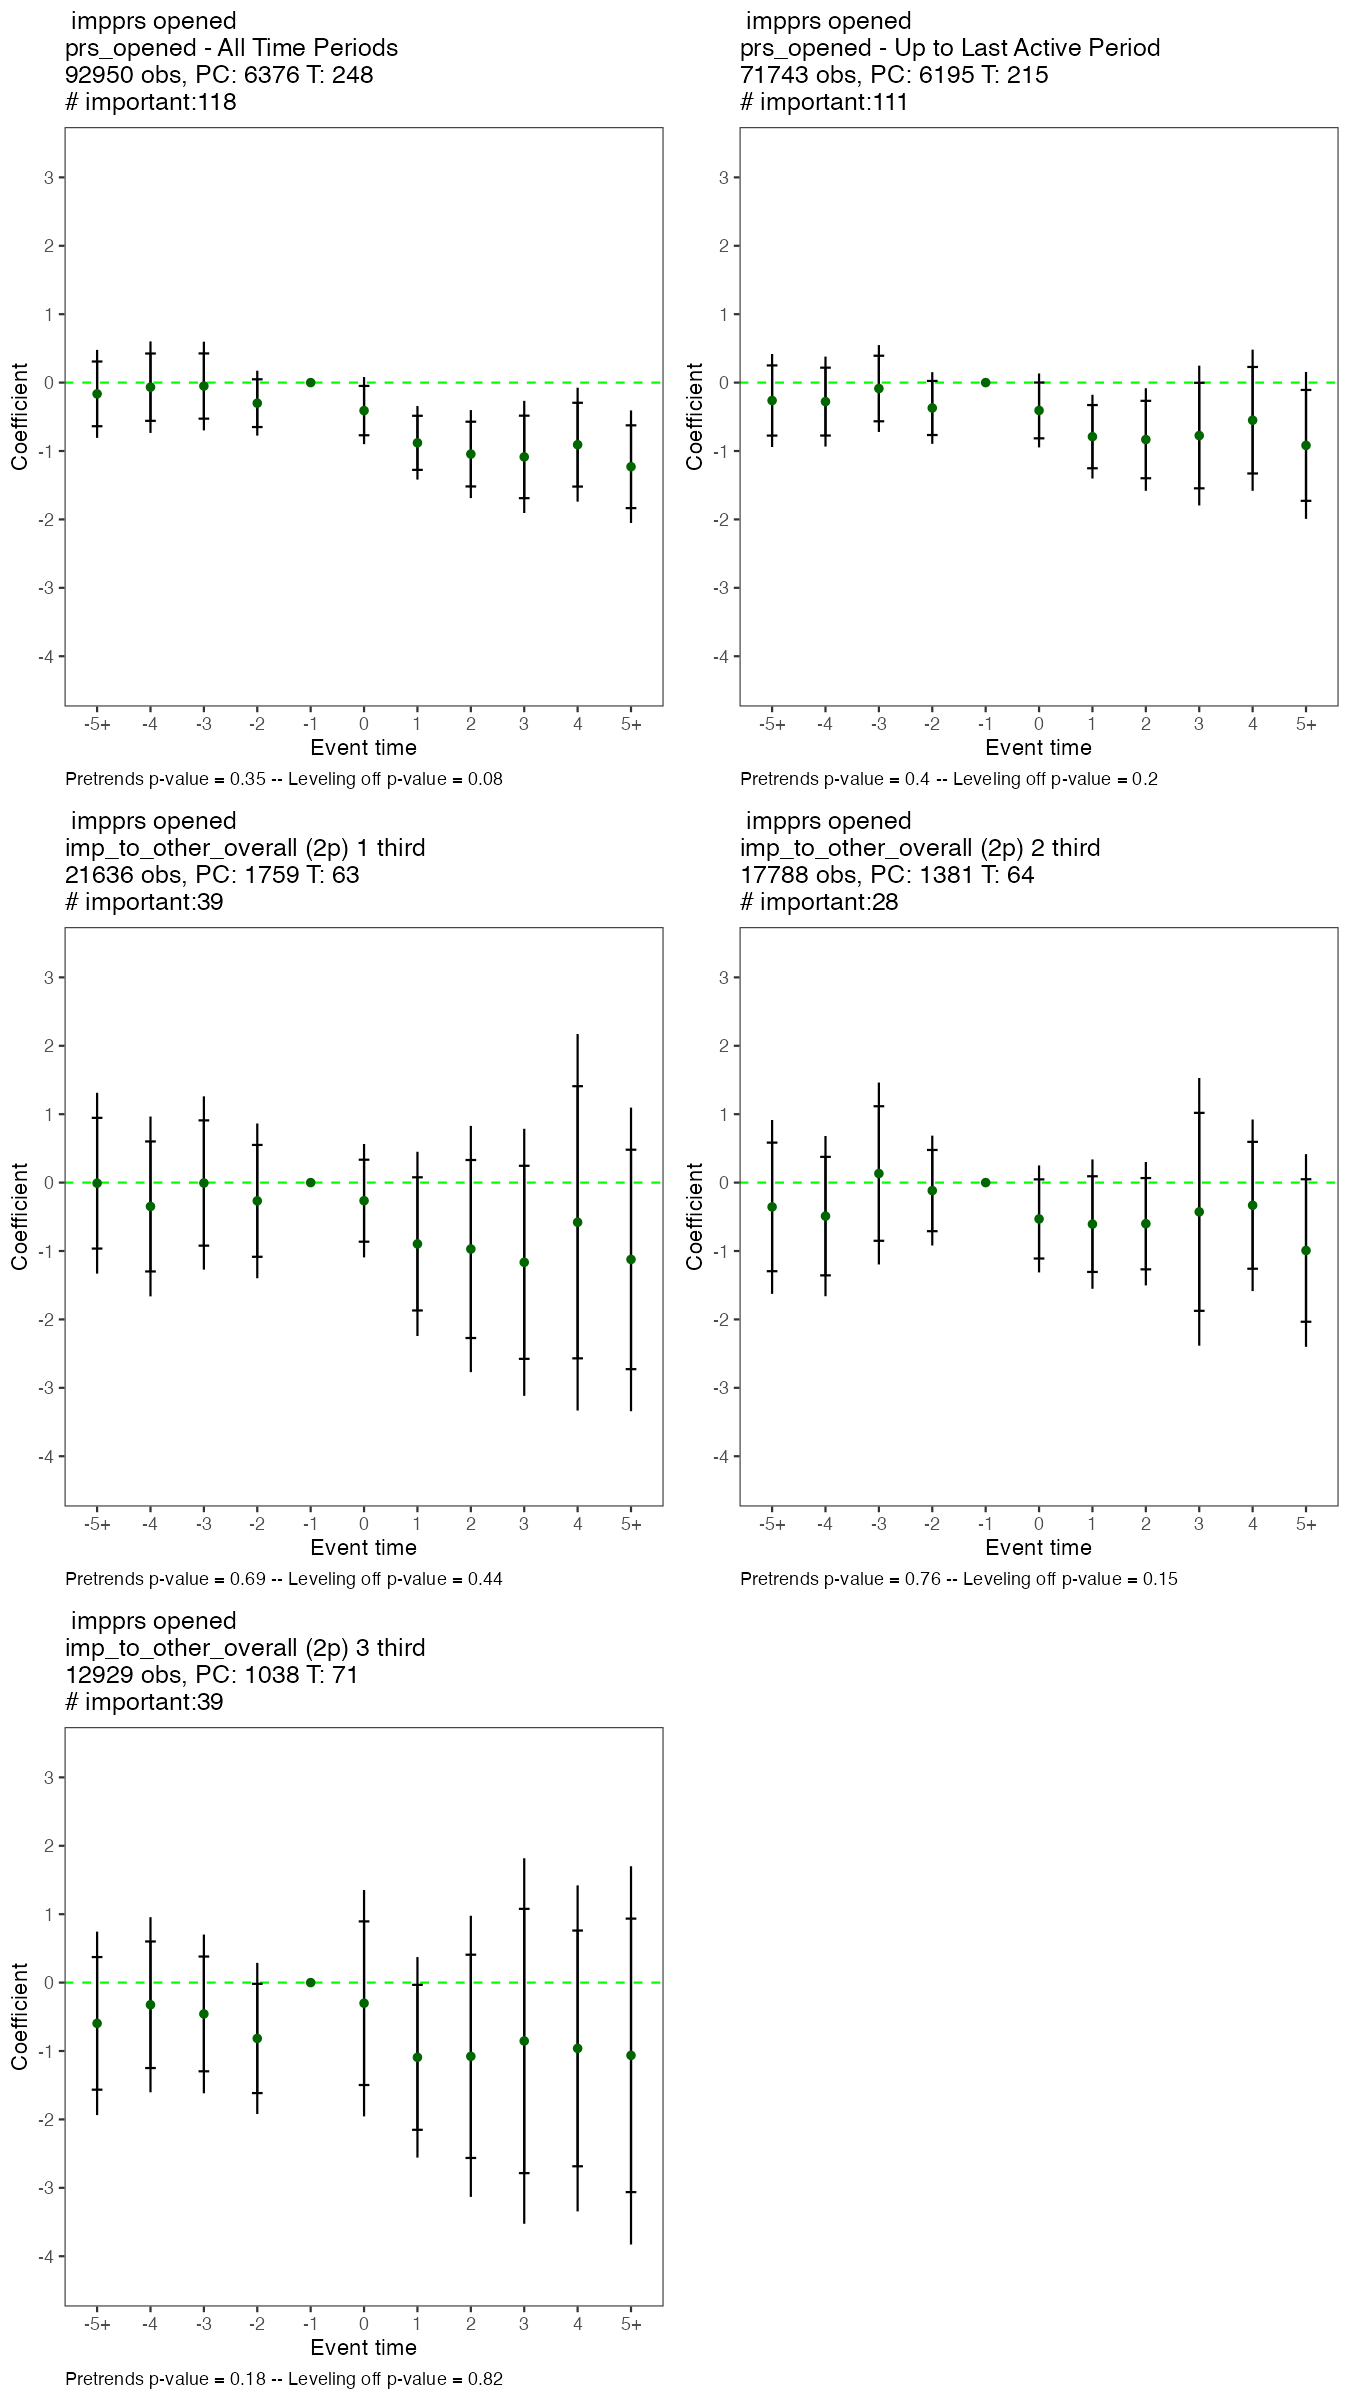 impprs opened
prs_opened - All Time Periods
92950 obs, PC: 6376 T: 248
# important:118
3
2
1
0
-1
-2
-3
-4
Coefficient
-5+ -4 -3 -2 -1 0 1 2 3 4 5+
Event time
Pretrends p-value = 0.35 -- Leveling off p-value = 0.08
impprs opened
prs_opened - Up to Last Active Period
71743 obs, PC: 6195 T: 215
# important:111
3
2
1
0
-1
-2
-3
-4
Coefficient
-5+ -4 -3 -2 -1 0 1 2 3 4 5+
Event time
Pretrends p-value = 0.4 -- Leveling off p-value = 0.2
impprs opened
imp_to_other_overall (2p) 1 third
21636 obs, PC: 1759 T: 63
# important:39
3
2
1
0
-1
-2
-3
-4
Coefficient
-5+ -4 -3 -2 -1 0 1 2 3 4 5+
Event time
Pretrends p-value = 0.69 -- Leveling off p-value = 0.44
impprs opened
imp_to_other_overall (2p) 2 third
17788 obs, PC: 1381 T: 64
# important:28
3
2
1
0
-1
-2
-3
-4
Coefficient
-5+ -4 -3 -2 -1 0 1 2 3 4 5+
Event time
Pretrends p-value = 0.76 -- Leveling off p-value = 0.15
impprs opened
imp_to_other_overall (2p) 3 third
12929 obs, PC: 1038 T: 71
# important:39
3
2
1
0
-1
-2
-3
-4
Coefficient
-5+ -4 -3 -2 -1 0 1 2 3 4 5+
Event time
Pretrends p-value = 0.18 -- Leveling off p-value = 0.82